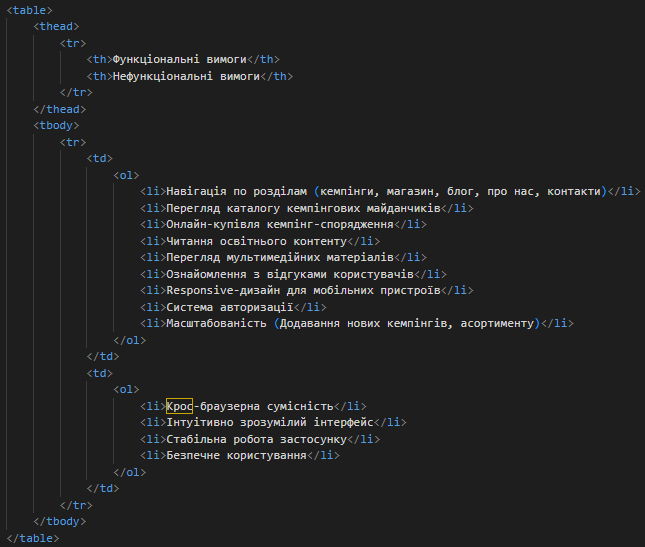 <table>
<thead>
<tr>
<th>Функціональні вимоги</th>
<th>Нефункціональні вимоги</th>
</tr>
</thead>
<tbody>
<tr>
<td>
<ol>
<li>Навігація по розділам (кемпінги, магазин, блог, про нас, контакти)</li>
<li>Перегляд каталогу кемпінгових майданчиків</li>
<li>Онлайн-купівля кемпінг-спорядження</li>
<li>Читання освітнього контенту</li>
<li>Перегляд мультимедійних матеріалів</li>
<li>Ознайомлення з відгуками користувачів</li>
<li>Responsive-дизайн для мобільних пристроїв</li>
<li>Система авторизації</li>
<li>Масштабованість (Додавання нових кемпінгів, асортименту)</li>
</ol>
</td>
<td>
<ol>
<li>Крос-браузерна сумісність</li>
<li>Інтуітивно зрозумілий інтерфейс</li>
<li>Стабільна робота застосунку</li>
<li>Безпечне користування</li>
</ol>
</td>
</tr>
</tbody>
</table>